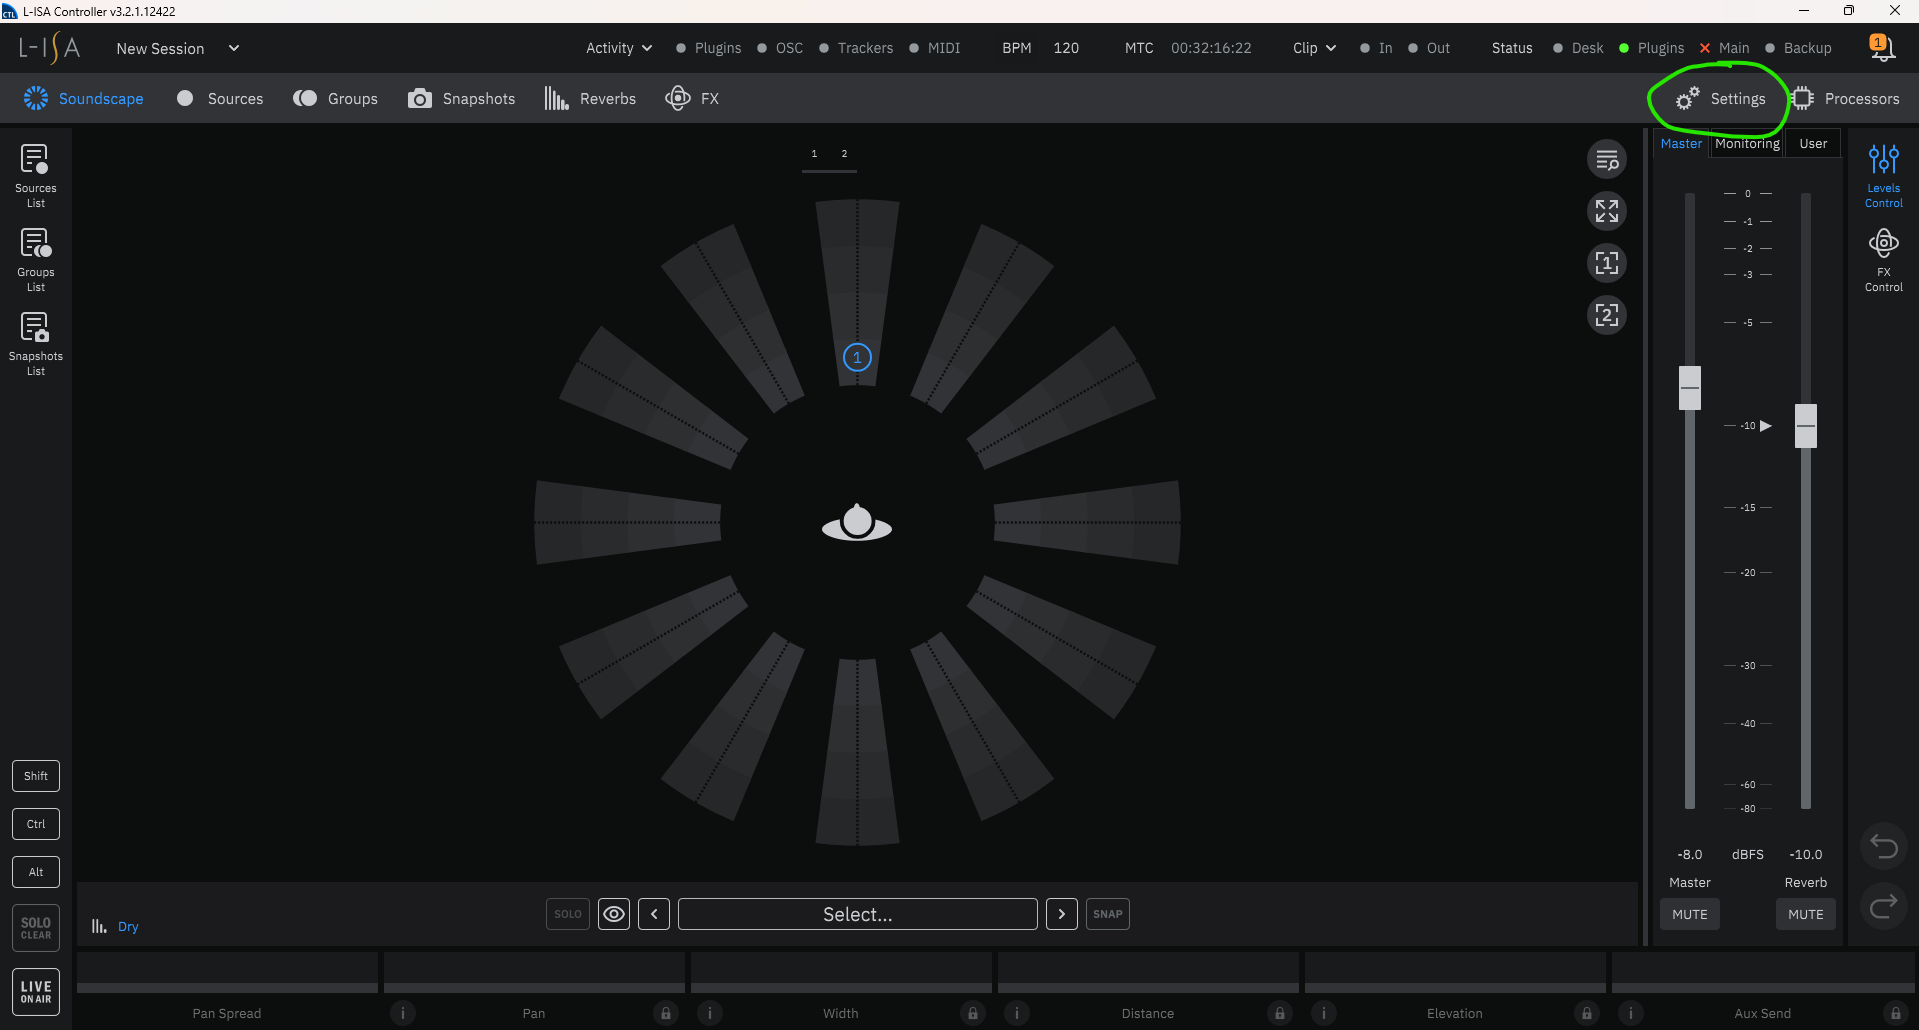 CTL L-ISA Controller v3.2.1.12422
L-ISA New Session Activity Plugins OSC Trackers MIDI BPM 120 MTC 00:32:16:22 Clip In Out Status Desk Plugins Main Backup 1
Soundscape Sources Groups Snapshots Reverbs FX Settings Processors
Master Monitoring User
1 2
Sources
List
Groups
List
Snapshots
List
1
1
2
0
-1
-2
-3
-5
-10
-15
-20
-30
-40
-60
-80
Levels
Control
FX
Control
-8.0 dBFS -10.0
Master Reverb
MUTE MUTE
Shift
Ctrl
Alt
SOLO
CLEAR
LIVE
ON AIR
Dry
SOLO < Select... > SNAP
Pan Spread i Pan i Width i Distance i Elevation i Aux Send